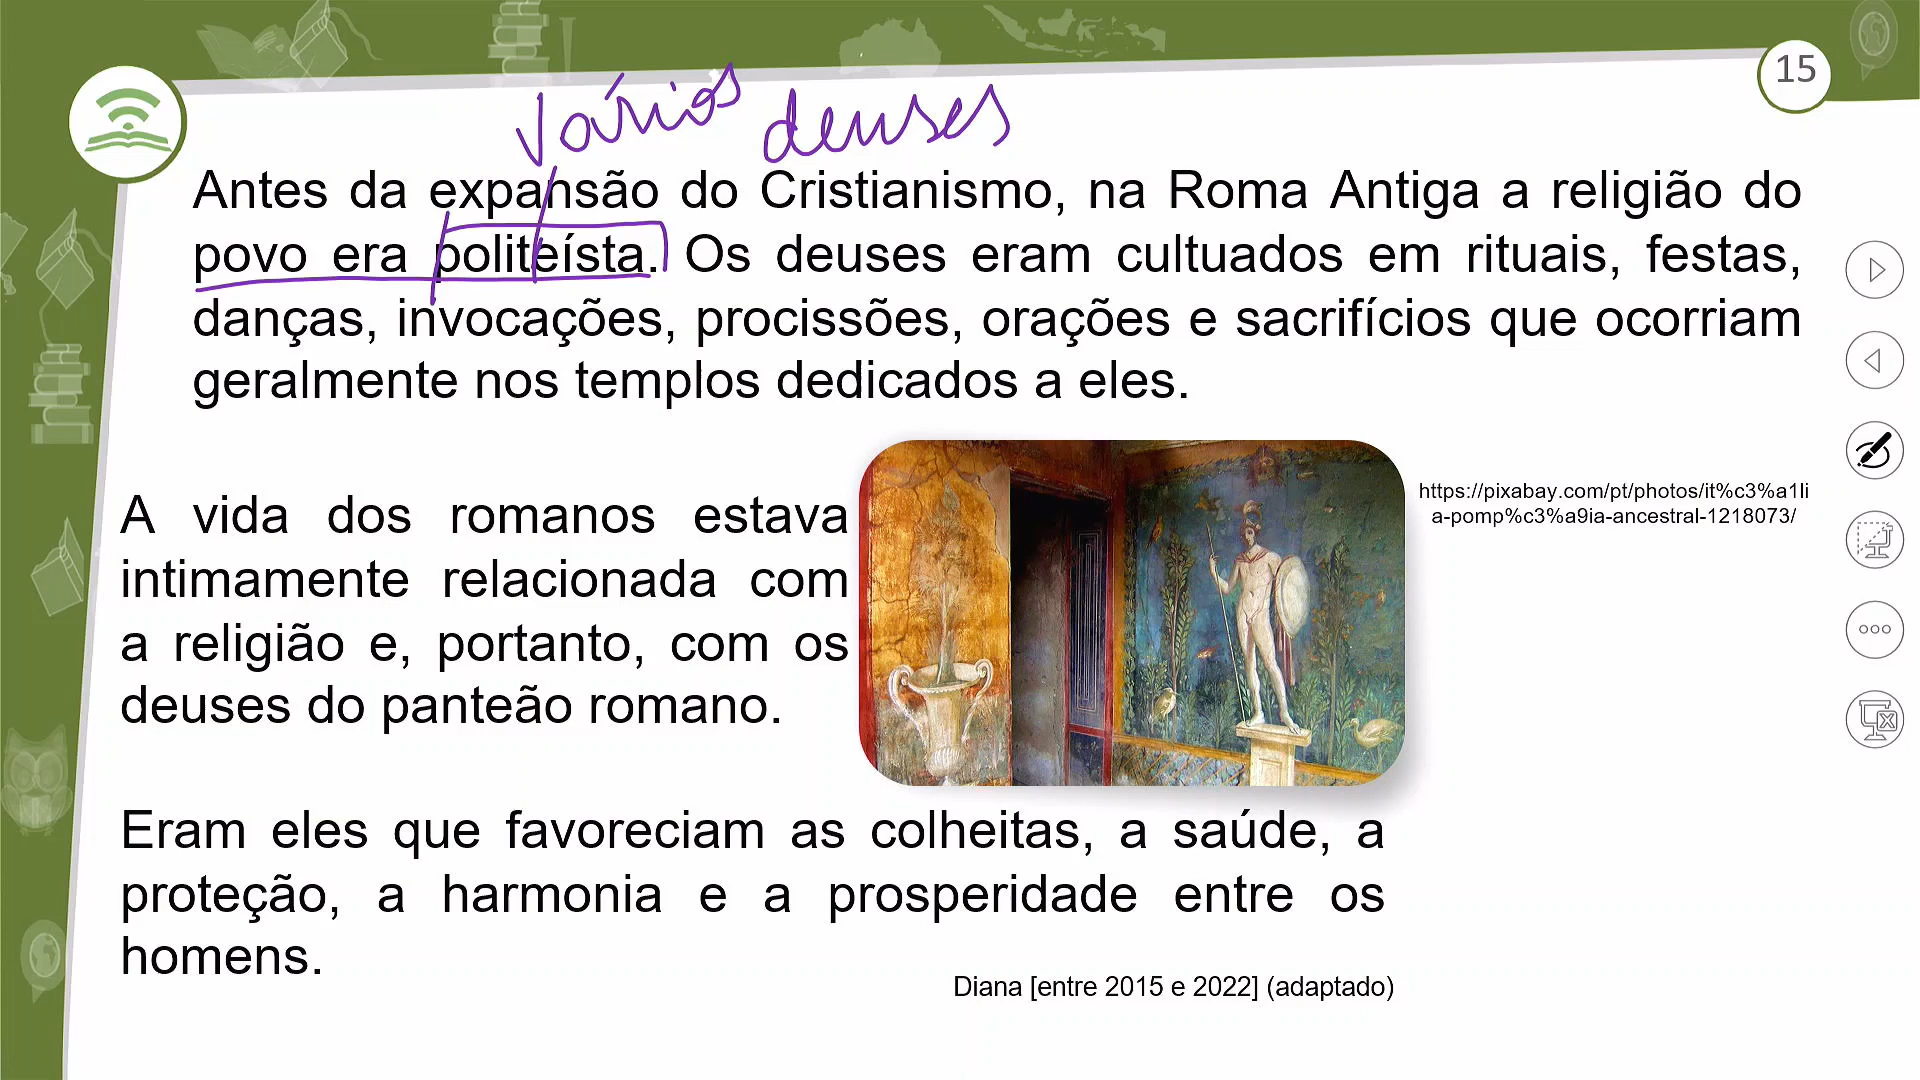 15
vários deuses
Antes da expansão do Cristianismo, na Roma Antiga a religião do
povo era politeísta. Os deuses eram cultuados em rituais, festas,
danças, invocações, procissões, orações e sacrifícios que ocorriam
geralmente nos templos dedicados a eles.
A vida dos romanos estava
intimamente relacionada com
a religião e, portanto, com os
deuses do panteão romano.
https://pixabay.com/pt/photos/it%c3%a1li
a-pomp%c3%a9ia-ancestral-1218073/
Eram eles que favoreciam as colheitas, a saúde, a
proteção, a harmonia e a prosperidade entre os
homens.
Diana [entre 2015 e 2022] (adaptado)